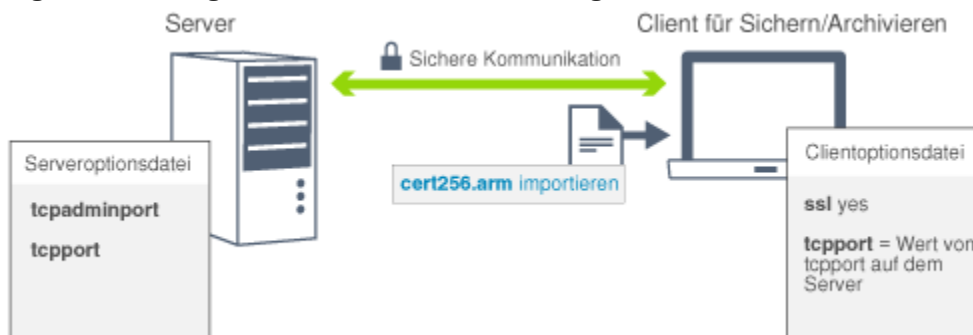 Server
Client für Sichern/Archivieren
Sichere Kommunikation
Serveroptionsdatei
tcpadminport
tcpport
cert256.arm importieren
Clientoptionsdatei
ssl yes
tcpport = Wert von
tcpport auf dem
Server